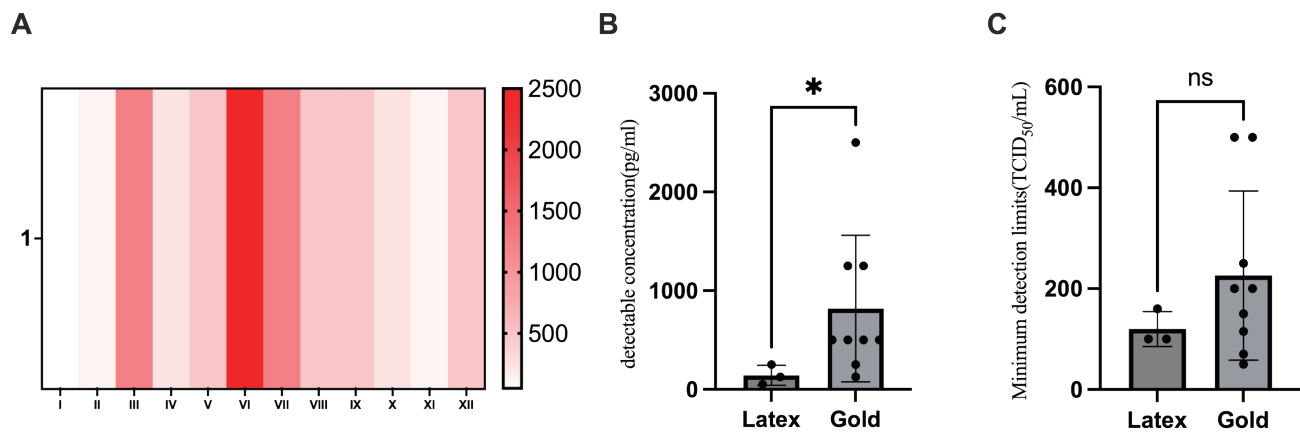 A
1
I II III IV V VI VII VIII IX X XI XII
2500
2000
1500
1000
500
B
detectable concentration(pg/ml)
3000
2000
1000
0
*
Latex Gold
C
Minimum detection limits(TCID50/mL)
600
400
200
0
ns
Latex Gold